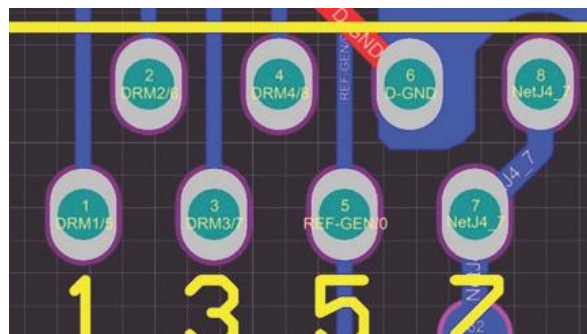 D-GND
REF-GEN/
2
DRM2/6
4
DRM4/8
6
D-GND
8
NetJ4_7
J4_7
1
DRM1/5
3
DRM3/7
5
REF-GEN/0
7
NetJ4_7
1 3 5 7